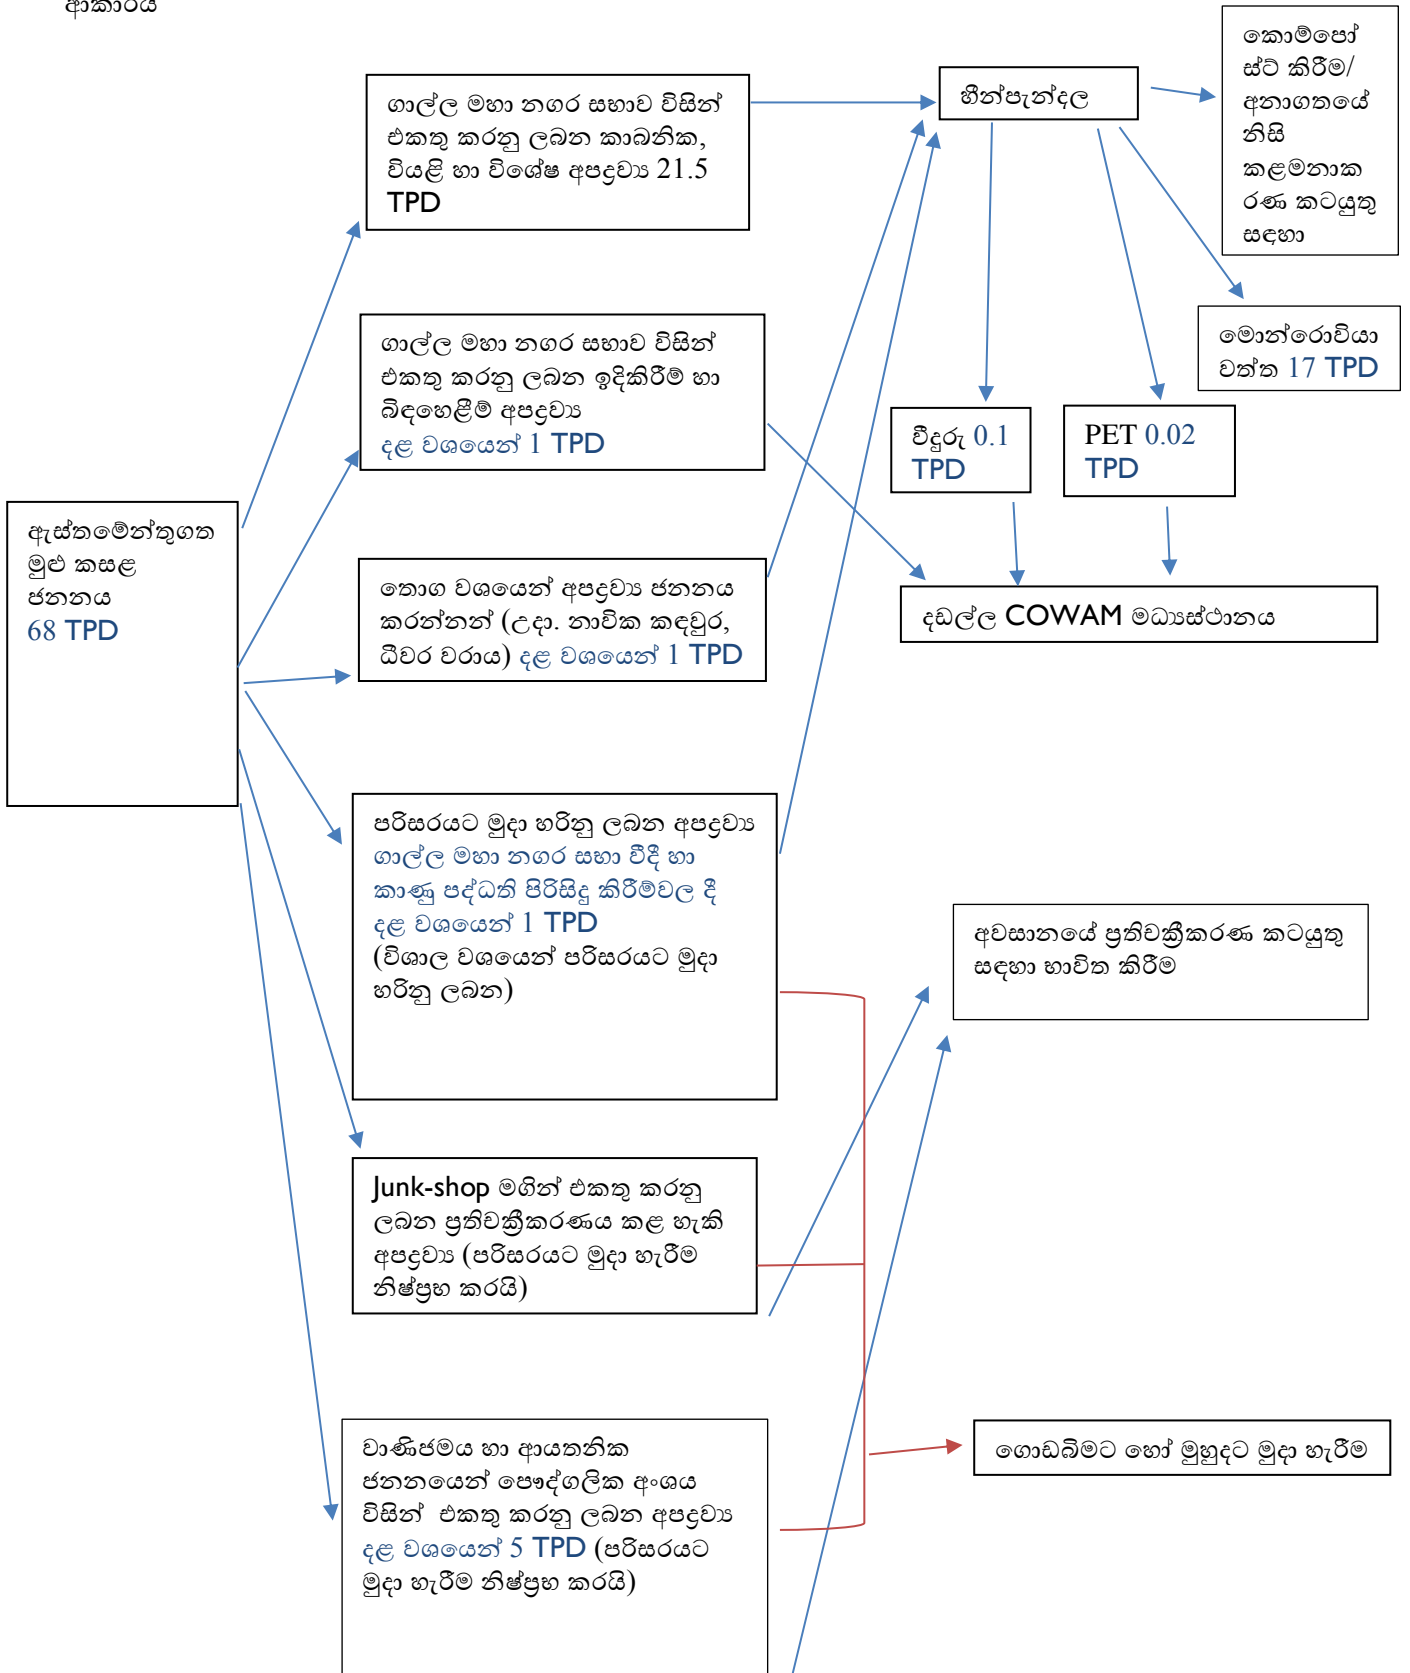 ආකාරය
ගාල්ල මහා නගර සභාව විසින්
එකතු කරනු ලබන කාබනික,
වියළි හා විශේෂ අපද්‍රව්‍ය 21.5
TPD
හීන්පැන්දල
කොම්පෝ
ස්ට් කිරීම/
අනාගතයේ
නිසි
කළමනාක
රණ කටයුතු
සඳහා
ගාල්ල මහා නගර සභාව විසින්
එකතු කරනු ලබන ඉදිකිරීම් හා
බිඳහෙළීම් අපද්‍රව්‍ය
දළ වශයෙන් 1 TPD
මොන්රොවියා
වත්ත 17 TPD
වීදුරු 0.1
TPD
PET 0.02
TPD
ඇස්තමේන්තුගත
මුළු කසළ
ජනනය
68 TPD
තොග වශයෙන් අපද්‍රව්‍ය ජනනය
කරන්නන් (උදා. නාවික කඳවුර,
ධීවර වරාය) දළ වශයෙන් 1 TPD
දඩල්ල COWAM මධ්‍යස්ථානය
පරිසරයට මුදා හරිනු ලබන අපද්‍රව්‍ය
ගාල්ල මහා නගර සභා වීදී හා
කාණු පද්ධති පිරිසිදු කිරීම්වල දී
දළ වශයෙන් 1 TPD
(විශාල වශයෙන් පරිසරයට මුදා
හරිනු ලබන)
අවසානයේ ප්‍රතිචක්‍රීකරණ කටයුතු
සඳහා භාවිත කිරීම
Junk-shop මගින් එකතු කරනු
ලබන ප්‍රතිචක්‍රීකරණය කළ හැකි
අපද්‍රව්‍ය (පරිසරයට මුදා හැරීම
නිෂ්ප්‍රභ කරයි)
වාණිජමය හා ආයතනික
ජනනයෙන් පෞද්ගලික අංශය
විසින් එකතු කරනු ලබන අපද්‍රව්‍ය
දළ වශයෙන් 5 TPD (පරිසරයට
මුදා හැරීම නිෂ්ප්‍රභ කරයි)
ගොඩබිමට හෝ මුහුදට මුදා හැරීම